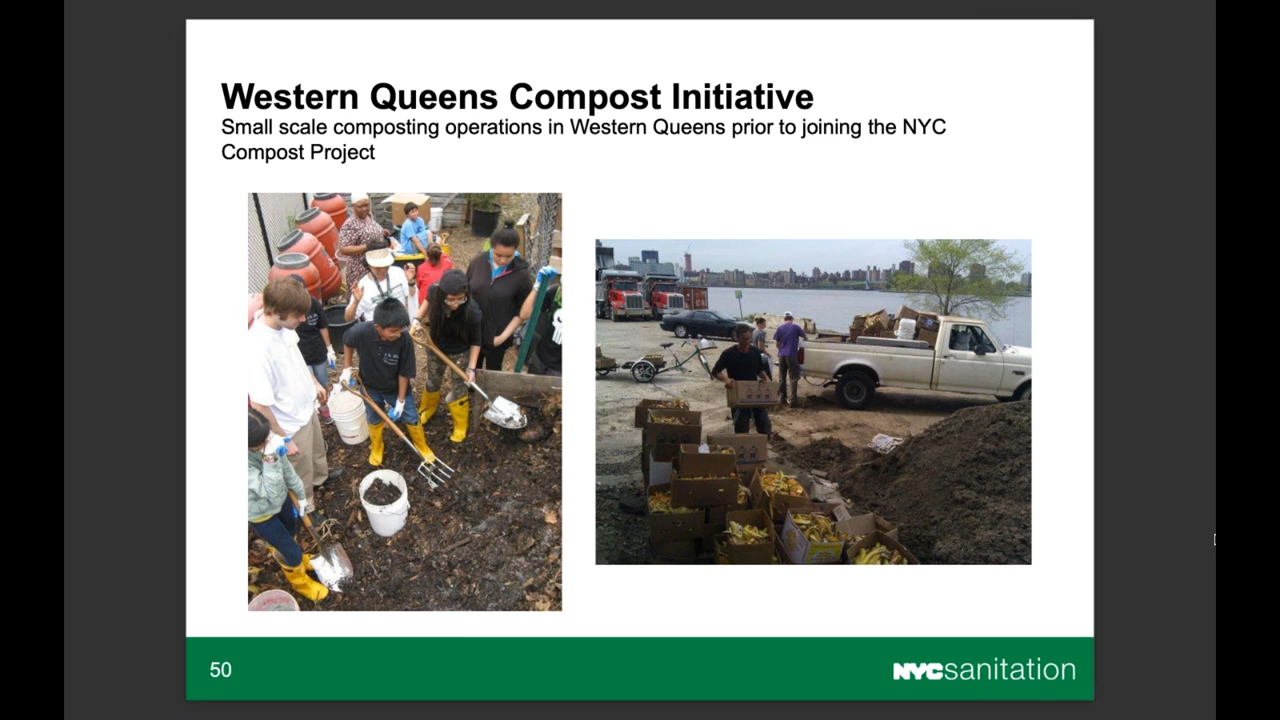 Western Queens Compost Initiative
Small scale composting operations in Western Queens prior to joining the NYC
Compost Project
50
NYCsanitation